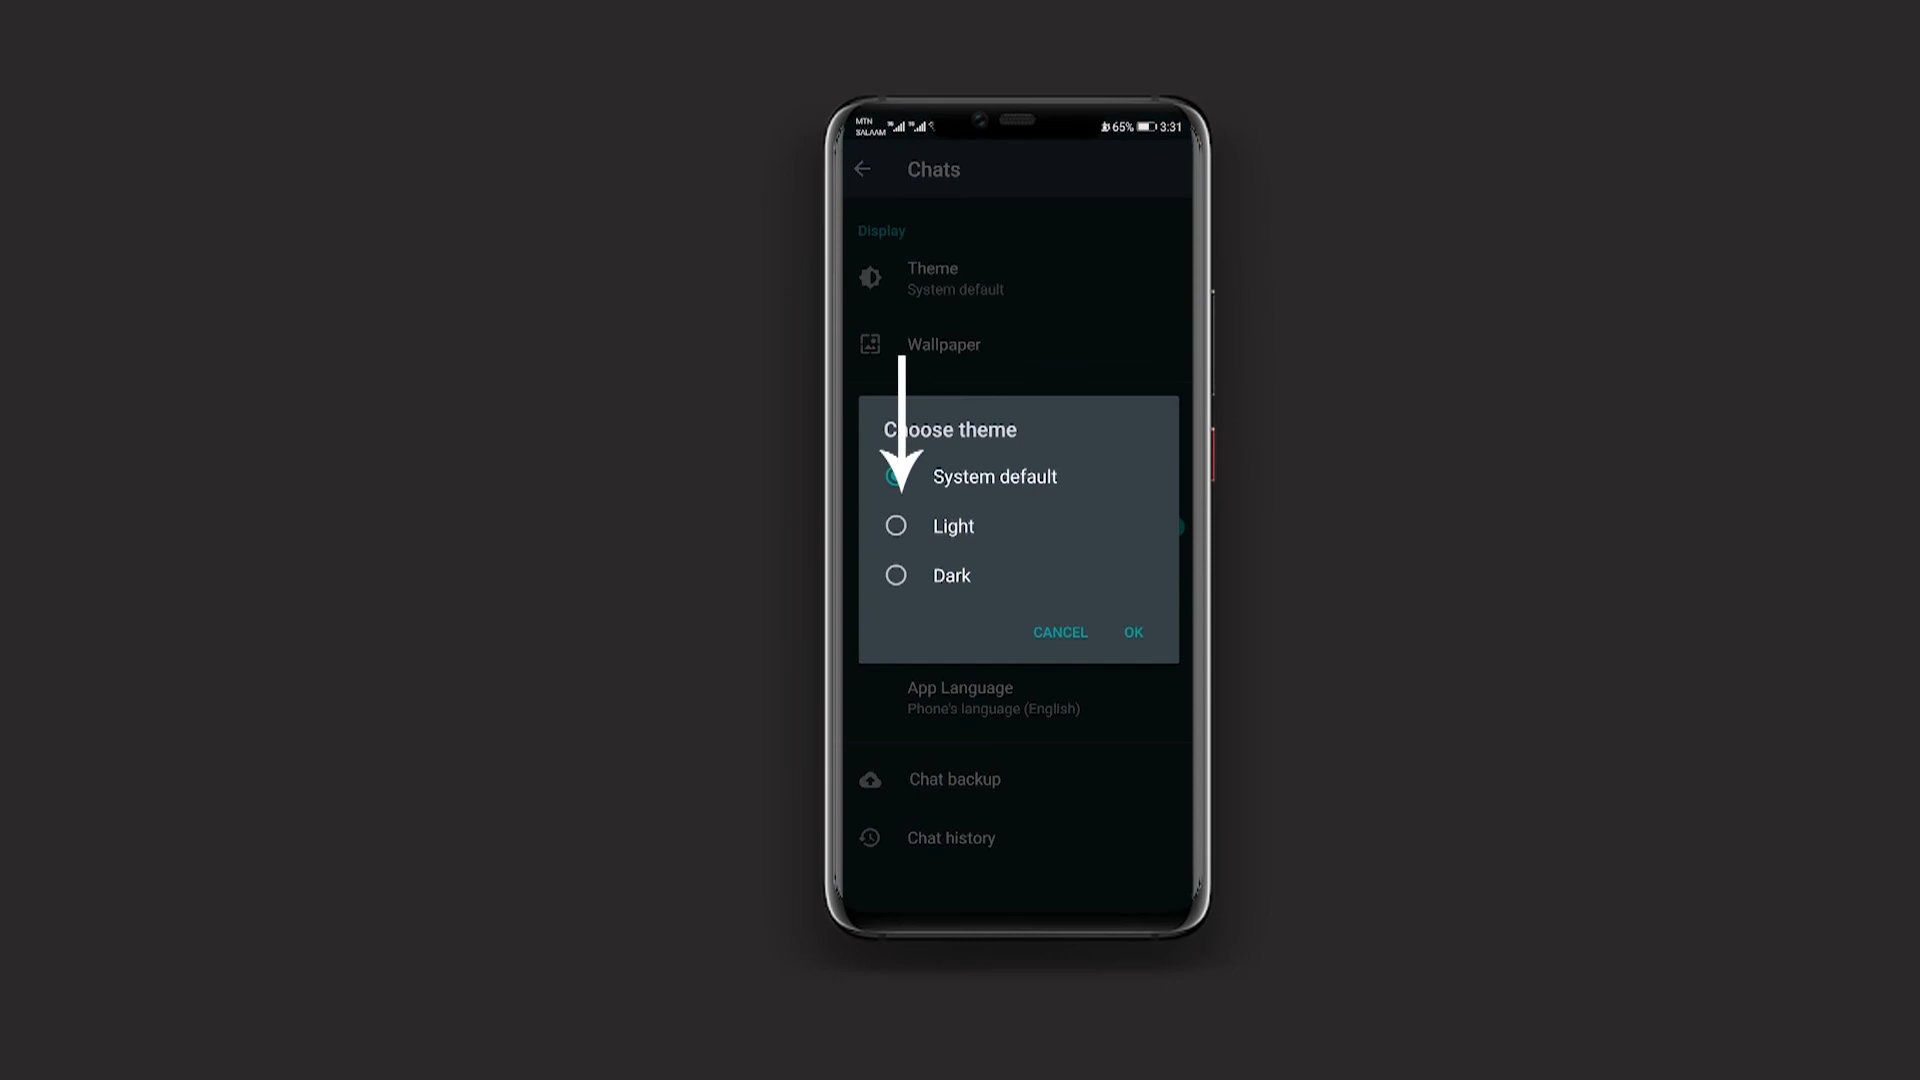 MTN
SALAAM
65% 3:31
Chats
Display
Theme
System default
Wallpaper
Choose theme
System default
Light
Dark
CANCEL OK
App Language
Phone's language (English)
Chat backup
Chat history